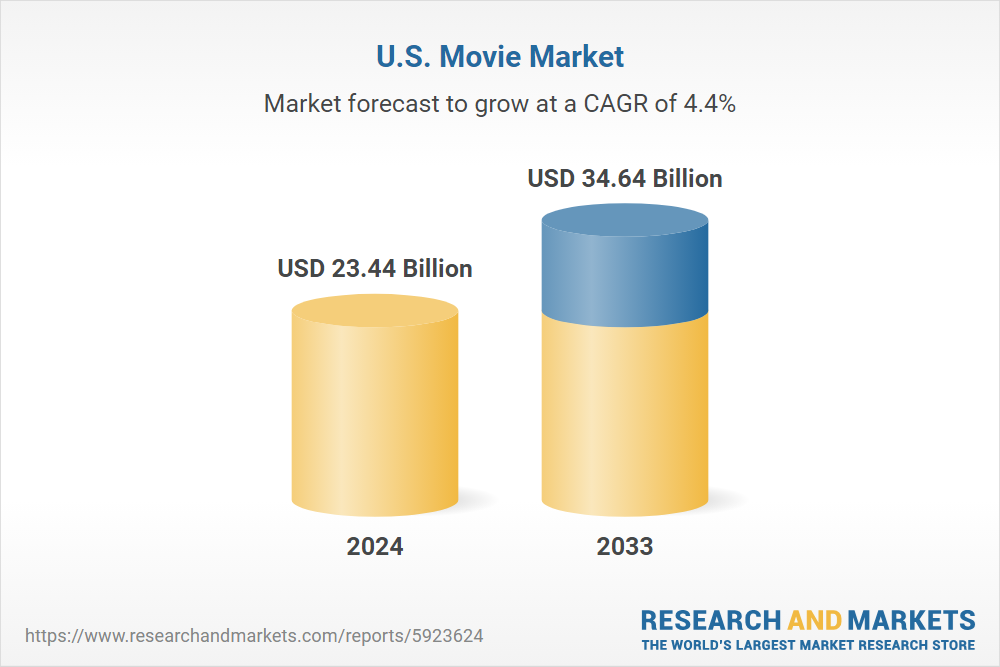 U.S. Movie Market
Market forecast to grow at a CAGR of 4.4%
USD 34.64 Billion
USD 23.44 Billion
2024
2033
https://www.researchandmarkets.com/reports/5923624
RESEARCH AND MARKETS
THE WORLD'S LARGEST MARKET RESEARCH STORE